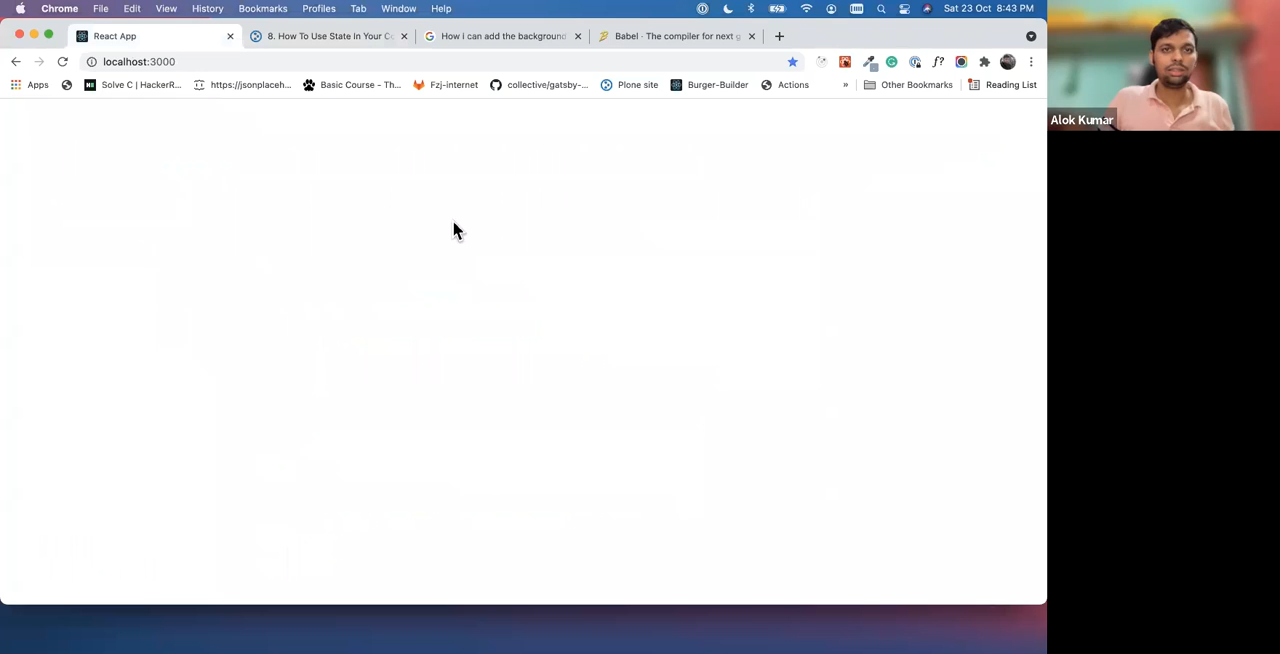 Chrome File Edit View History Bookmarks Profiles Tab Window Help Sat 23 Oct 8:43 PM
React App 8. How To Use State In Your Co How i can add the background Babel · The compiler for next g
localhost:3000 f?
Apps Solve C | HackerR... https://jsonplaceh... Basic Course – Th... Fzj-internet collective/gatsby-... Plone site Burger-Builder Actions » Other Bookmarks Reading List
Alok Kumar